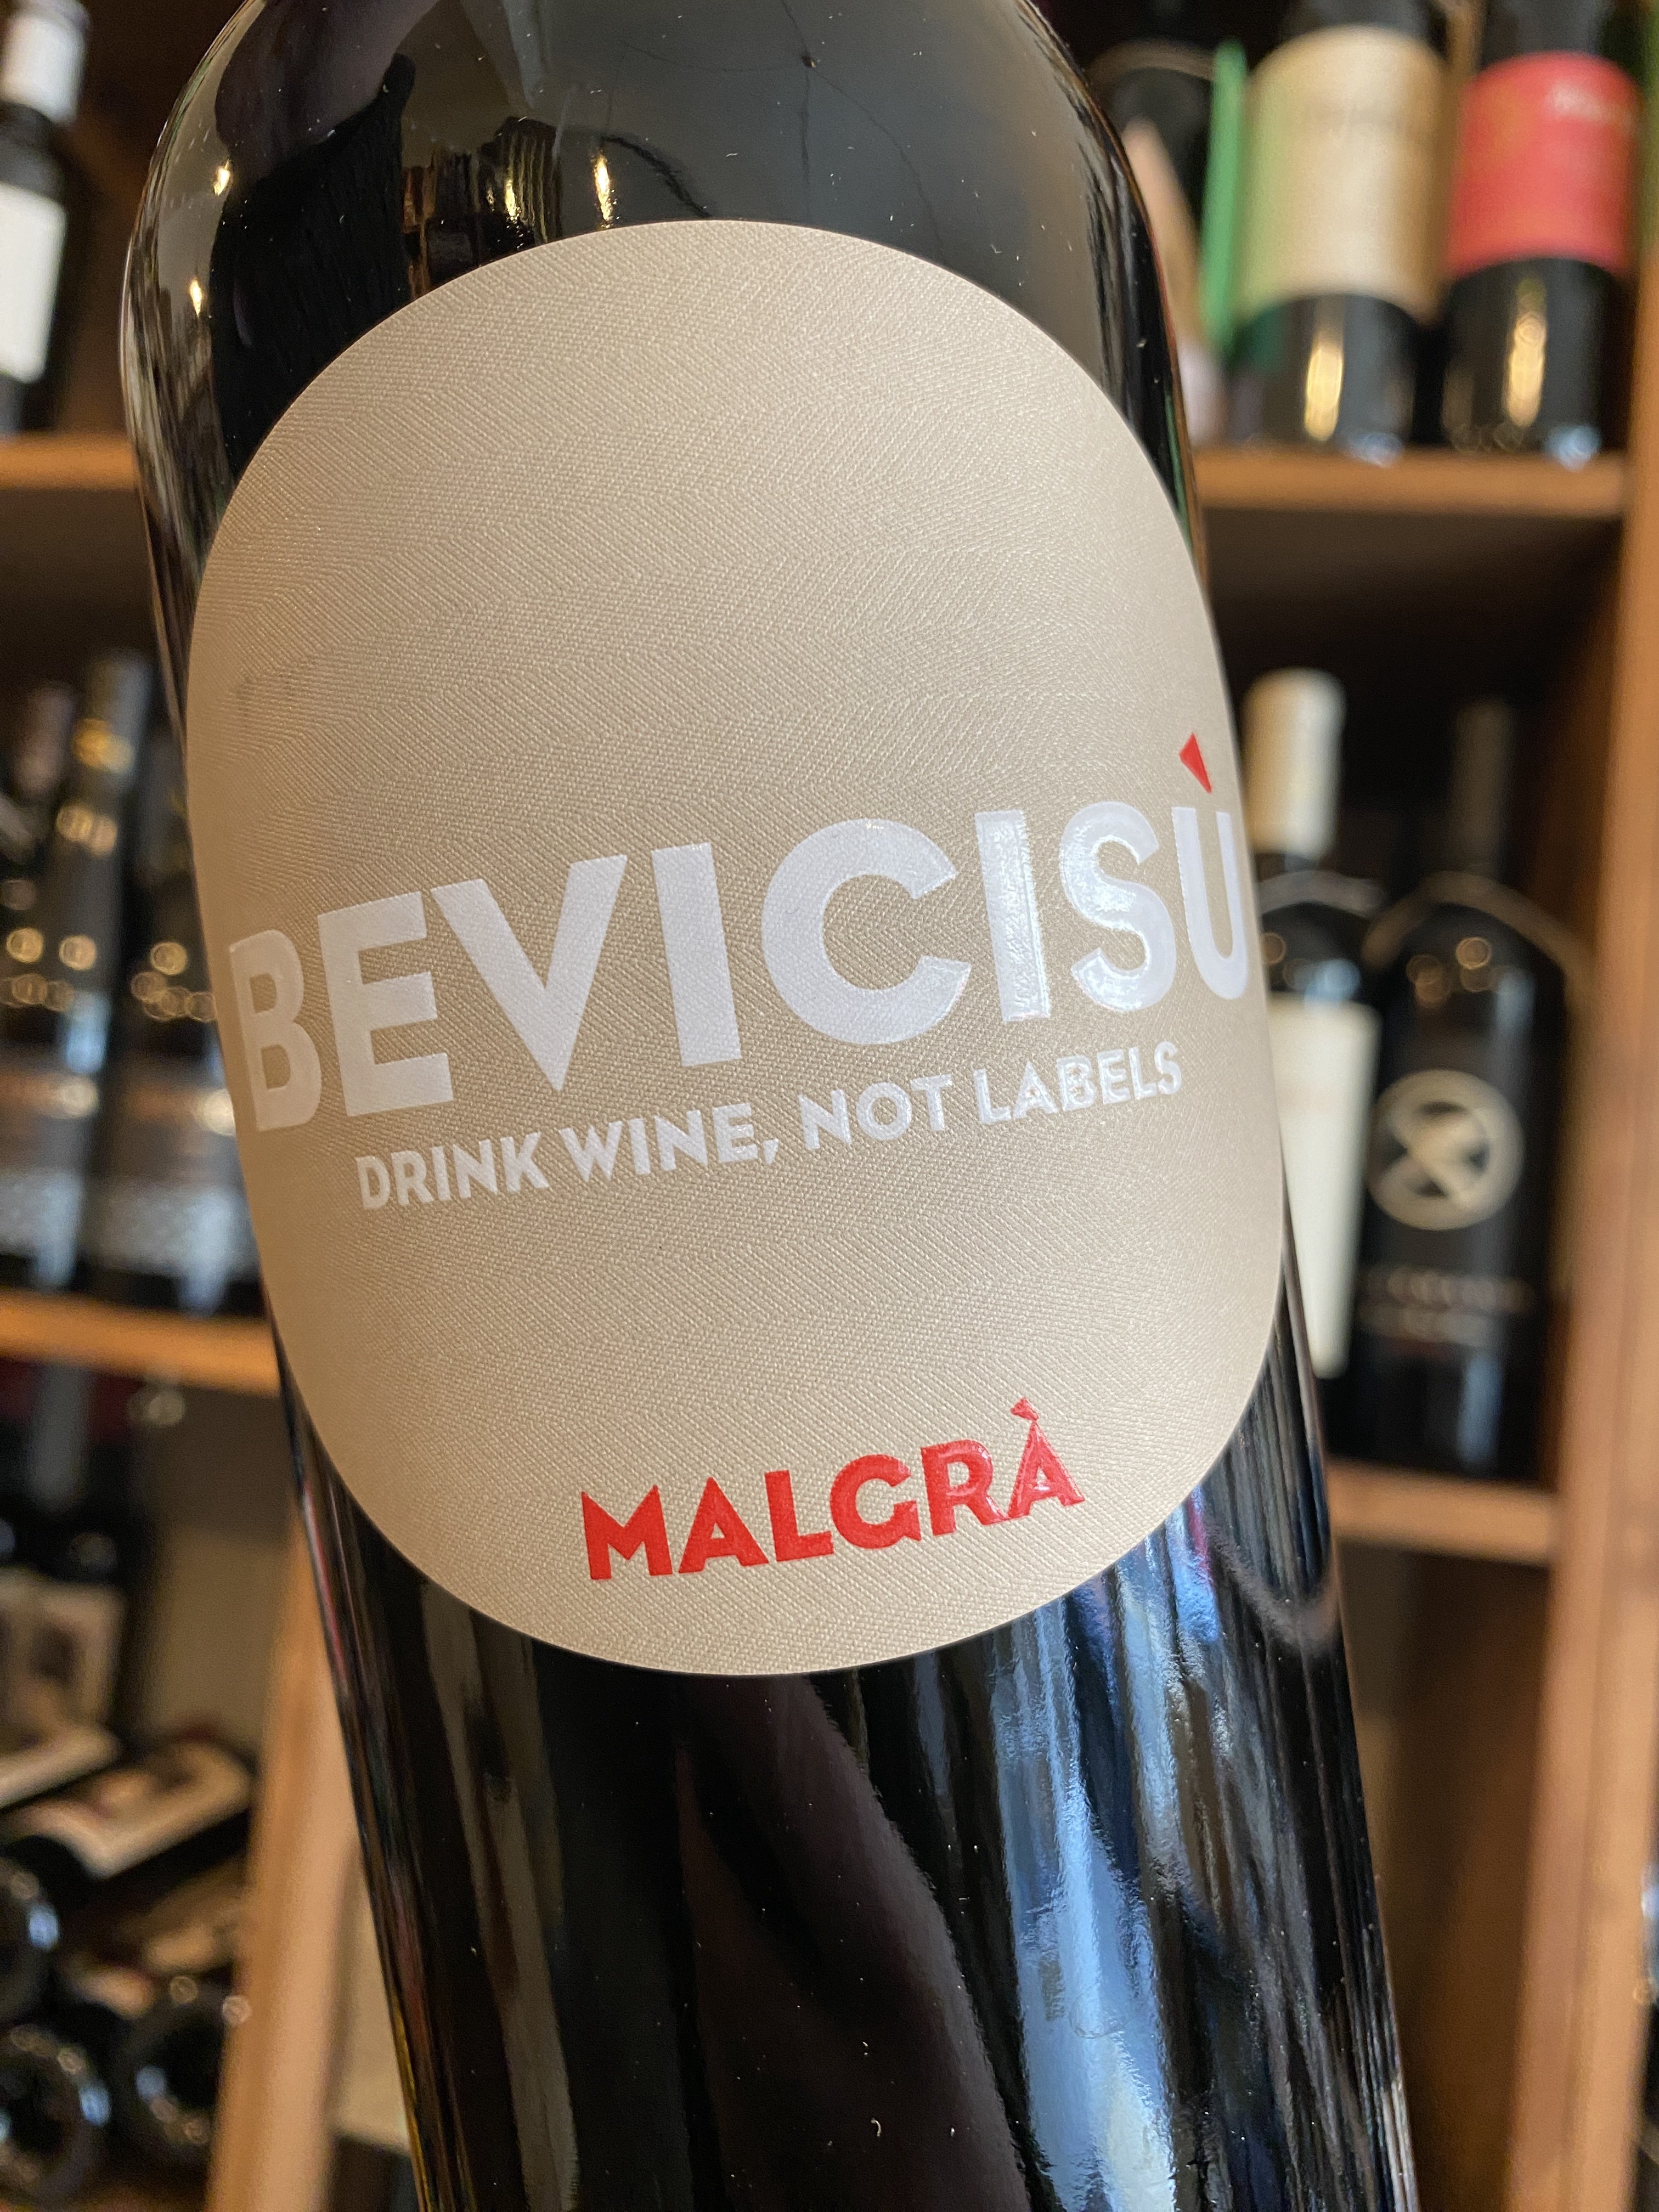 BEVICISÙ
DRINK WINE, NOT LABELS
MALGRÀ